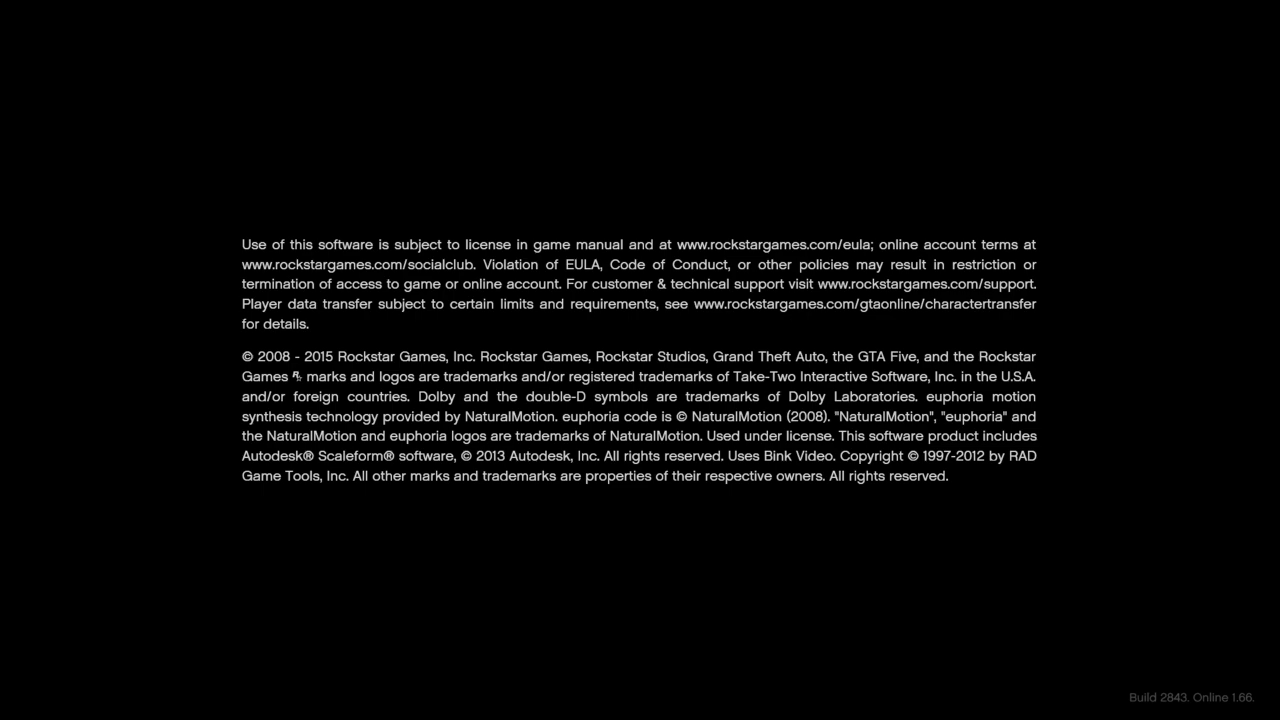 Use of this software is subject to license in game manual and at www.rockstargames.com/eula; online account terms at
www.rockstargames.com/socialclub. Violation of EULA, Code of Conduct, or other policies may result in restriction or
termination of access to game or online account. For customer & technical support visit www.rockstargames.com/support.
Player data transfer subject to certain limits and requirements, see www.rockstargames.com/gtaonline/charactertransfer
for details.
© 2008 - 2015 Rockstar Games, Inc. Rockstar Games, Rockstar Studios, Grand Theft Auto, the GTA Five, and the Rockstar
Games R* marks and logos are trademarks and/or registered trademarks of Take-Two Interactive Software, Inc. in the U.S.A.
and/or foreign countries. Dolby and the double-D symbols are trademarks of Dolby Laboratories. euphoria motion
synthesis technology provided by NaturalMotion. euphoria code is © NaturalMotion (2008). "NaturalMotion", "euphoria" and
the NaturalMotion and euphoria logos are trademarks of NaturalMotion. Used under license. This software product includes
Autodesk® Scaleform® software, © 2013 Autodesk, Inc. All rights reserved. Uses Bink Video. Copyright © 1997-2012 by RAD
Game Tools, Inc. All other marks and trademarks are properties of their respective owners. All rights reserved.
Build 2843. Online 1.66.